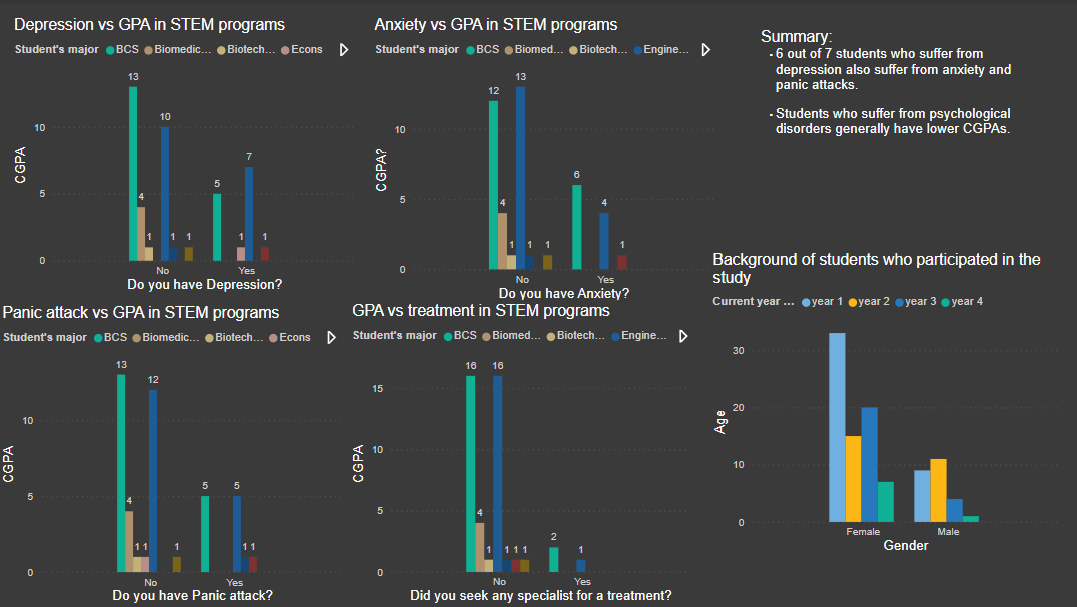 Depression vs GPA in STEM programs
Student's major BCS Biomedic... Biotech... Econs
13
10
4
1
1
1
5
7
1
1
10
5
0
CGPA
No
Yes
Do you have Depression?
Anxiety vs GPA in STEM programs
Student's major BCS Biomed... Biotech... Engine...
12
13
4
1
1
1
6
4
1
10
5
0
CGPA?
No
Yes
Do you have Anxiety?
Summary:
- 6 out of 7 students who suffer from
depression also suffer from anxiety and
panic attacks.
- Students who suffer from psychological
disorders generally have lower CGPAs.
Panic attack vs GPA in STEM programs
Student's major BCS Biomedic... Biotech... Econs
13
12
4
1
1
1
5
5
1
1
10
5
0
CGPA
No
Yes
Do you have Panic attack?
GPA vs treatment in STEM programs
Student's major BCS Biomed... Biotech... Engine...
16
16
4
1
1
1
1
2
1
15
10
5
0
CGPA
No
Yes
Did you seek any specialist for a treatment?
Background of students who participated in the
study
Current year ... year 1 year 2 year 3 year 4
30
20
10
0
Age
Female
Male
Gender